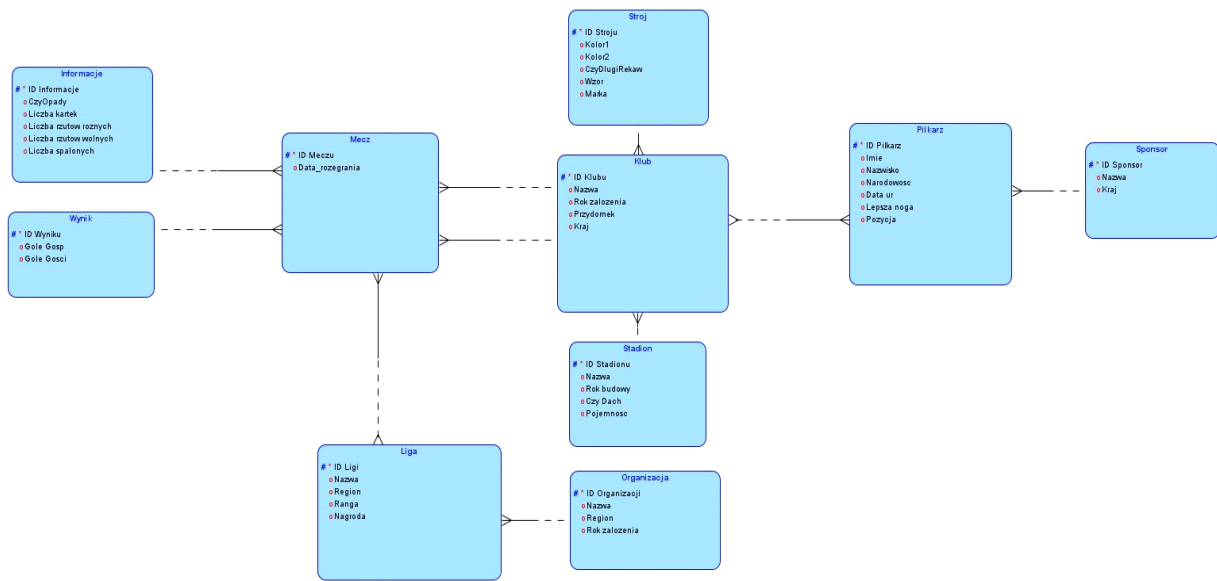 Stroj
# * ID Stroju
o Kolor1
o Kolor2
o CzyDlugiRekaw
o Wzor
o Marka
Informacje
# * ID Informacje
o CzyOpady
o Liczba kartek
o Liczba rzutow roznych
o Liczba rzutow wolnych
o Liczba spalonych
Mecz
# * ID Meczu
o Data_rozegrania
Klub
# * ID Klubu
o Nazwa
o Rok zalozenia
o Przydomek
o Kraj
Pilkarz
# * ID Pilkarz
o Imie
o Nazwisko
o Narodowosc
o Data ur
o Lepsza noga
o Pozycja
Sponsor
# * ID Sponsor
o Nazwa
o Kraj
Wynik
# * ID Wyniku
o Gole Gosp
o Gole Gosci
Stadion
# * ID Stadionu
o Nazwa
o Rok budowy
o Czy Dach
o Pojemnosc
Liga
# * ID Ligi
o Nazwa
o Region
o Ranga
o Nagroda
Organizacja
# * ID Organizacji
o Nazwa
o Region
o Rok zalozenia